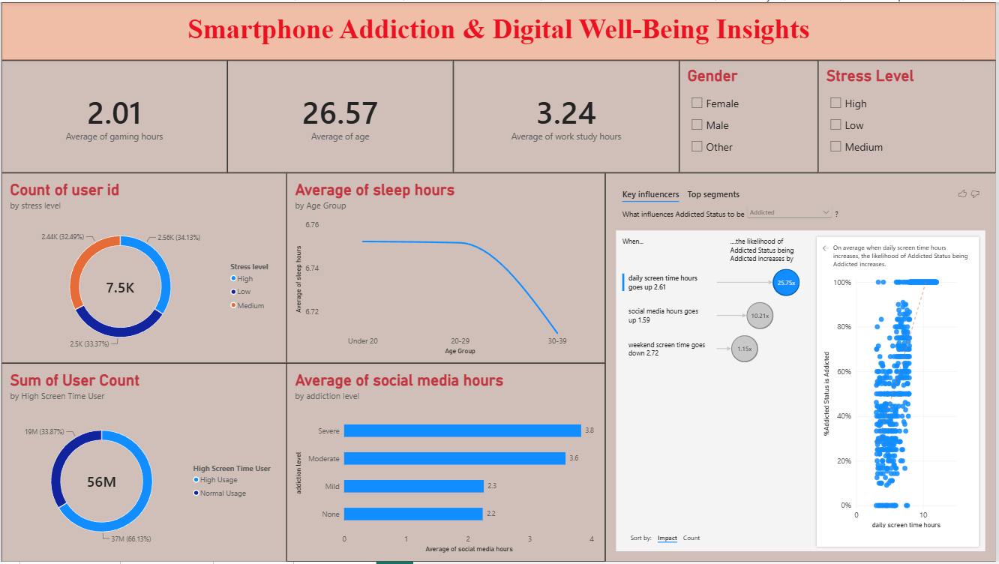 Smartphone Addiction & Digital Well-Being Insights
2.01
Average of gaming hours
26.57
Average of age
3.24
Average of work study hours
Gender
Female
Male
Other
Stress Level
High
Low
Medium
Count of user id
by stress level
2.44K (32.49%)
2.56K (34.13%)
7.5K
2.5K (33.37%)
Stress level
High
Low
Medium
Average of sleep hours
by Age Group
Average of sleep hours
6.76
6.74
6.72
Under 20
20-29
30-39
Age Group
Key influencers
Top segments
What influences Addicted Status to be
Addicted
?
When...
....the likelihood of
Addicted Status being
Addicted increases by
daily screen time hours
goes up 2.61
25.75x
social media hours goes
up 1.59
10.21x
weekend screen time goes
down 2.72
1.15x
Sort by:
Impact
Count
On average when daily screen time hours
increases, the likelihood of Addicted Status being
Addicted increases.
%Addicted Status is Addicted
100%
80%
60%
40%
20%
0%
0
10
daily screen time hours
Sum of User Count
by High Screen Time User
19M (33.87%)
56M
37M (66.13%)
High Screen Time User
High Usage
Normal Usage
Average of social media hours
by addiction level
addiction level
Severe
3.8
Moderate
3.6
Mild
2.3
None
2.2
0
1
2
3
4
Average of social media hours